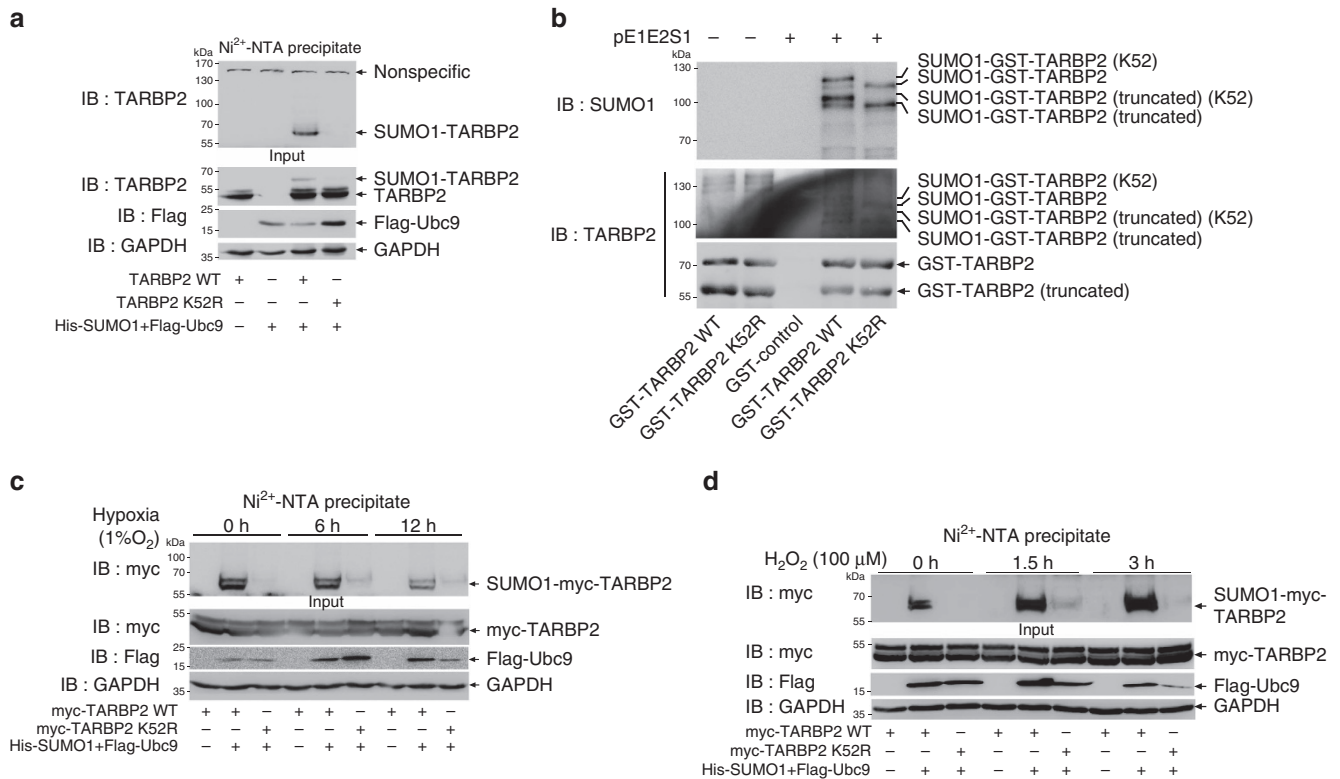 a
Ni2+-NTA precipitate
kDa
170
130
100
70
55
IB : TARBP2
Nonspecific
SUMO1-TARBP2
Input
70
55
IB : TARBP2
SUMO1-TARBP2
TARBP2
25
15
IB : Flag
Flag-Ubc9
35
IB : GAPDH
GAPDH
TARBP2 WT + – + –
TARBP2 K52R – – – +
His-SUMO1+Flag-Ubc9 – + + +
b
pE1E2S1 – – + + +
kDa
130
100
70
IB : SUMO1
SUMO1-GST-TARBP2 (K52)
SUMO1-GST-TARBP2
SUMO1-GST-TARBP2 (truncated) (K52)
SUMO1-GST-TARBP2 (truncated)
130
100
70
55
IB : TARBP2
SUMO1-GST-TARBP2 (K52)
SUMO1-GST-TARBP2
SUMO1-GST-TARBP2 (truncated) (K52)
SUMO1-GST-TARBP2 (truncated)
GST-TARBP2
GST-TARBP2 (truncated)
GST-TARBP2 WT
GST-TARBP2 K52R
GST-control
GST-TARBP2 WT
GST-TARBP2 K52R
c
Ni2+-NTA precipitate
Hypoxia
(1%O2)
0 h 6 h 12 h
kDa
100
70
55
IB : myc
SUMO1-myc-TARBP2
Input
55
35
IB : myc
myc-TARBP2
25
15
IB : Flag
Flag-Ubc9
35
IB : GAPDH
GAPDH
myc-TARBP2 WT + + – + + – + + –
myc-TARBP2 K52R – – + – – + – – +
His-SUMO1+Flag-Ubc9 – + + – + + – + +
d
Ni2+-NTA precipitate
H2O2 (100 µM) 0 h 1.5 h 3 h
kDa
70
55
IB : myc
SUMO1-myc-
TARBP2
Input
55
IB : myc
myc-TARBP2
15
IB : Flag
Flag-Ubc9
35
IB : GAPDH
GAPDH
myc-TARBP2 WT + + – + + – + + –
myc-TARBP2 K52R – – + – – + – – +
His-SUMO1+Flag-Ubc9 – + + – + + – + +